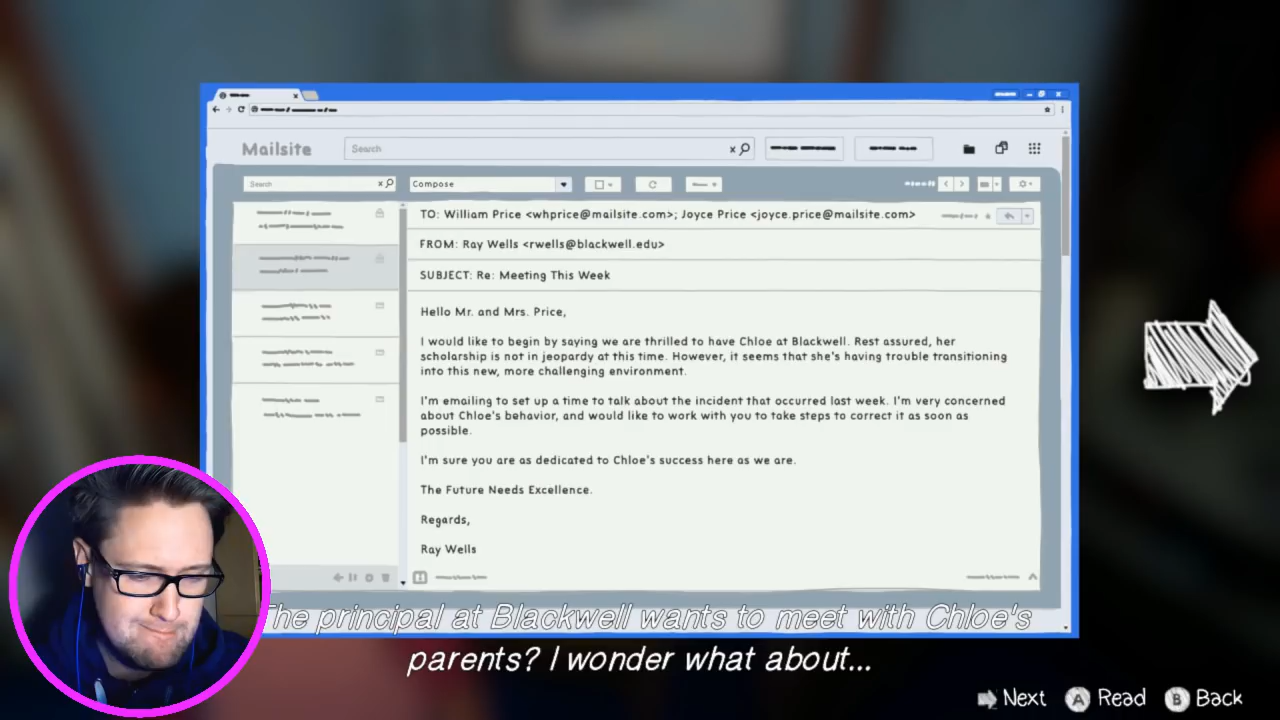 Mailsite
Search
Search
Compose
TO: William Price <whprice@mailsite.com>; Joyce Price <joyce.price@mailsite.com>
FROM: Ray Wells <rwells@blackwell.edu>
SUBJECT: Re: Meeting This Week
Hello Mr. and Mrs. Price,
I would like to begin by saying we are thrilled to have Chloe at Blackwell. Rest assured, her
scholarship is not in jeopardy at this time. However, it seems that she's having trouble transitioning
into this new, more challenging environment.
I'm emailing to set up a time to talk about the incident that occurred last week. I'm very concerned
about Chloe's behavior, and would like to work with you to take steps to correct it as soon as
possible.
I'm sure you are as dedicated to Chloe's success here as we are.
The Future Needs Excellence.
Regards,
Ray Wells
The principal at Blackwell wants to meet with Chloe's
parents? I wonder what about...
Next A Read B Back